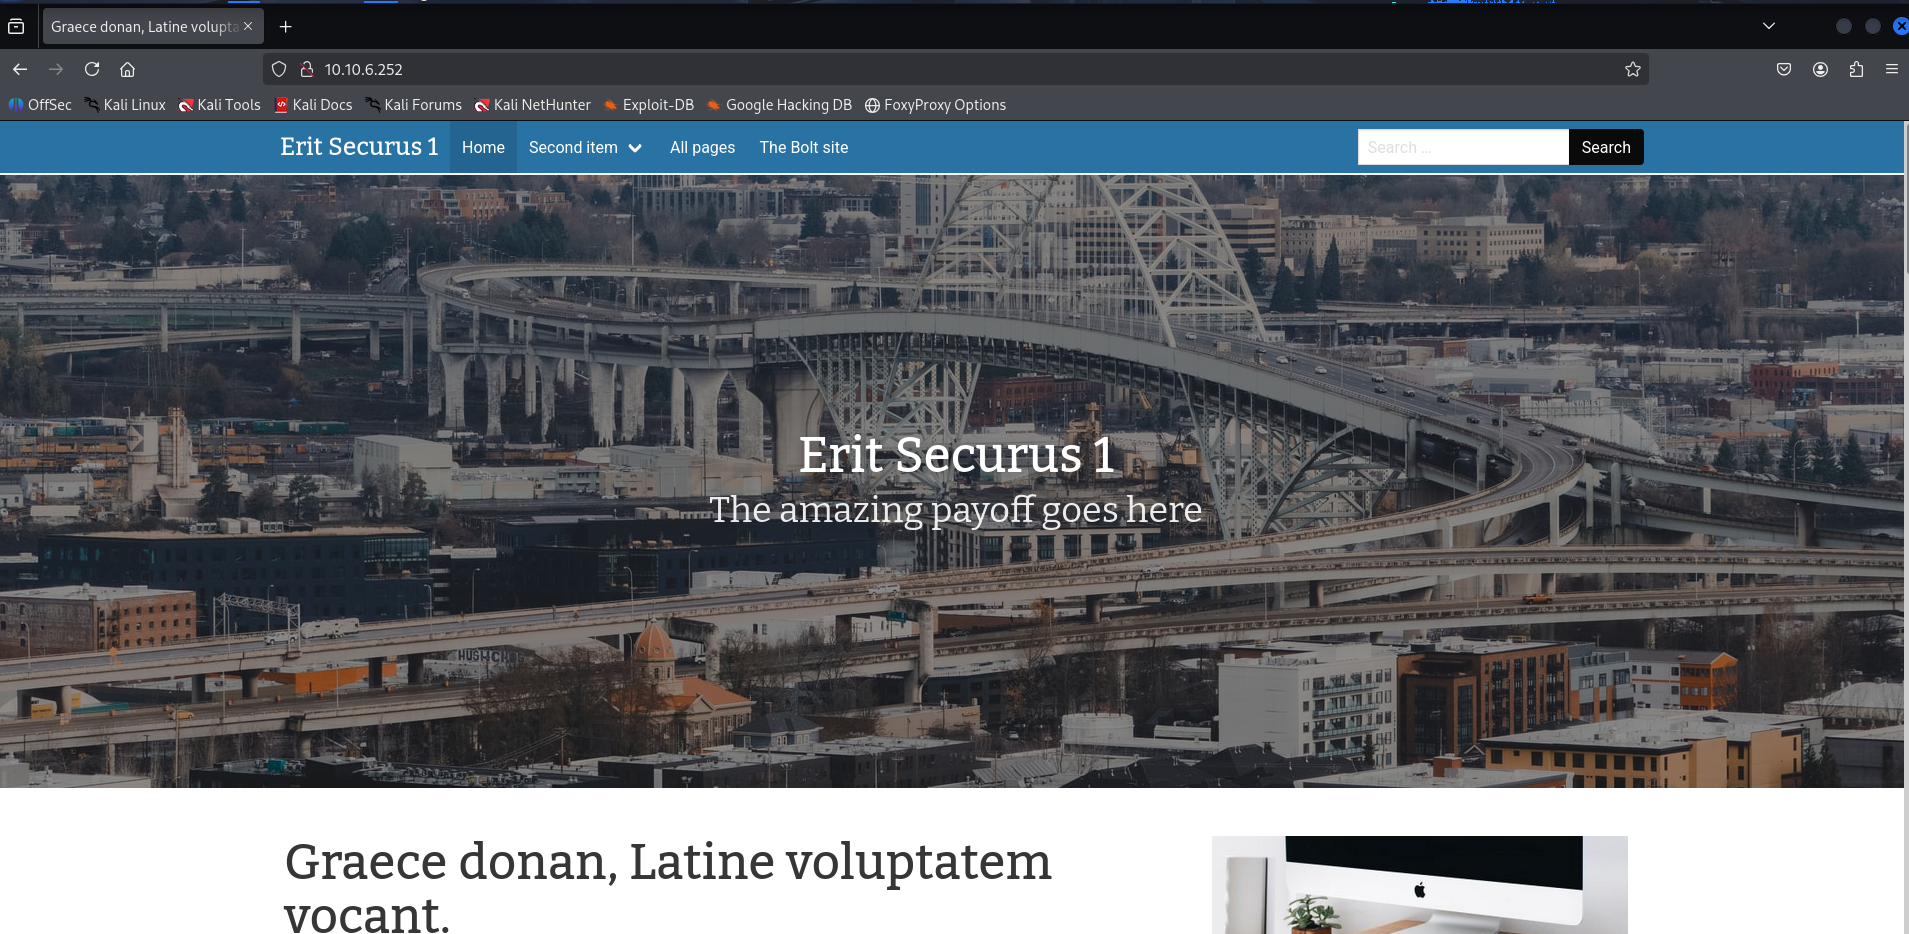 Graece donan, Latine volupta
10.10.6.252
OffSec Kali Linux Kali Tools Kali Docs Kali Forums Kali NetHunter Exploit-DB Google Hacking DB FoxyProxy Options
Erit Securus 1 Home Second item All pages The Bolt site Search ... Search
Erit Securus 1
The amazing payoff goes here
Graece donan, Latine voluptatem
vocant.